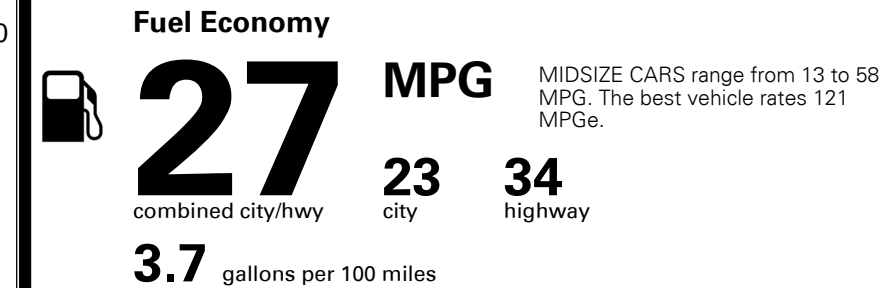 0
Fuel Economy
27
MPG
MIDSIZE CARS range from 13 to 58
MPG. The best vehicle rates 121
MPGe.
combined city/hwy
23
city
34
highway
3.7 gallons per 100 miles